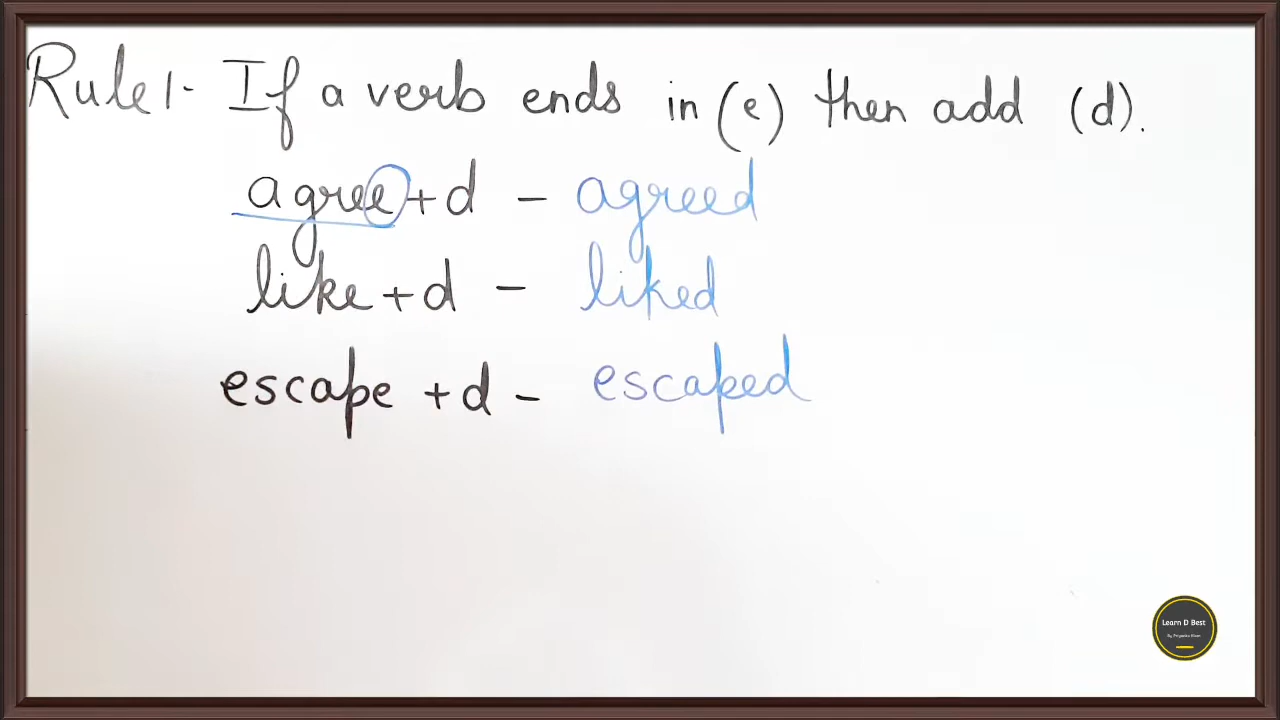 Rule 1- If a verb ends in (e) then add (d).
agree + d - agreed
like + d - liked
escape + d - escaped
Learn D Best